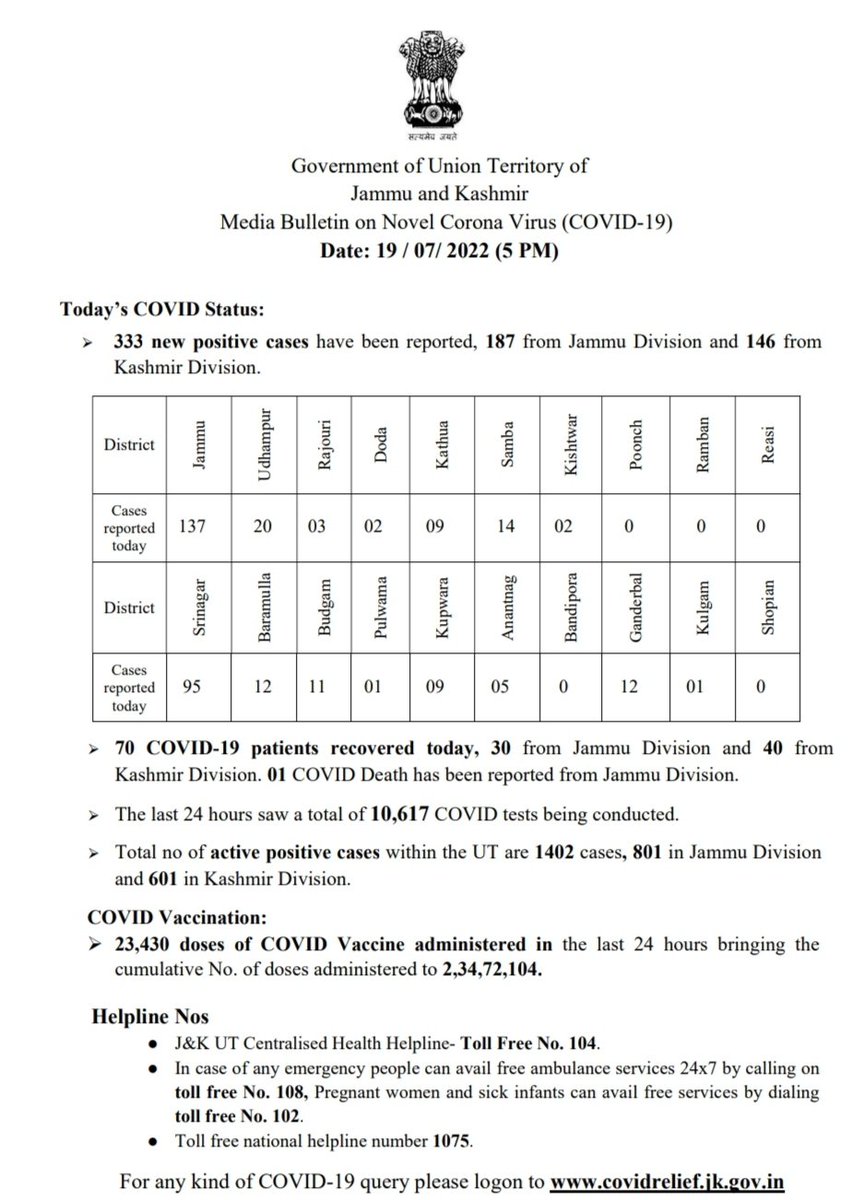 सत्यमेव जयते
Government of Union Territory of
Jammu and Kashmir
Media Bulletin on Novel Corona Virus (COVID-19)
Date: 19 / 07/ 2022 (5 PM)
Today's COVID Status:
➢ 333 new positive cases have been reported, 187 from Jammu Division and 146 from
Kashmir Division.
District Jammu Udhampur Rajouri Doda Kathua Samba Kishtwar Poonch Ramban Reasi
Cases
reported
today 137 20 03 02 09 14 02 0 0 0
District Srinagar Baramulla Budgam Pulwama Kupwara Anantnag Bandipora Ganderbal Kulgam Shopian
Cases
reported
today 95 12 11 01 09 05 0 12 01 0
➢ 70 COVID-19 patients recovered today, 30 from Jammu Division and 40 from
Kashmir Division. 01 COVID Death has been reported from Jammu Division.
➢ The last 24 hours saw a total of 10,617 COVID tests being conducted.
➢ Total no of active positive cases within the UT are 1402 cases, 801 in Jammu Division
and 601 in Kashmir Division.
COVID Vaccination:
➢ 23,430 doses of COVID Vaccine administered in the last 24 hours bringing the
cumulative No. of doses administered to 2,34,72,104.
Helpline Nos
● J&K UT Centralised Health Helpline- Toll Free No. 104.
● In case of any emergency people can avail free ambulance services 24x7 by calling on
toll free No. 108, Pregnant women and sick infants can avail free services by dialing
toll free No. 102.
● Toll free national helpline number 1075.
For any kind of COVID-19 query please logon to www.covidrelief.jk.gov.in